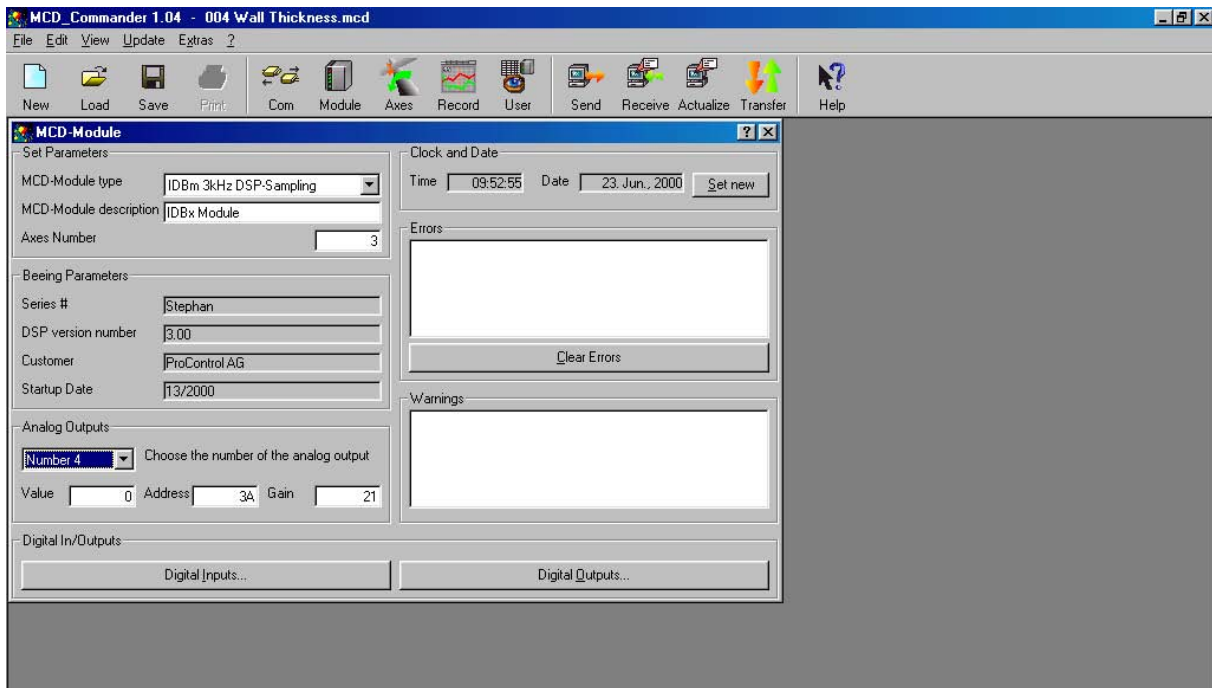 MCD_Commander 1.04 - 004 Wall Thickness.mcd
File Edit View Update Extras ?
New Load Save Print Com Module Axes Record User Send Receive Actualize Transfer Help
MCD-Module
Set Parameters
MCD-Module type IDBm 3kHz DSP-Sampling
MCD-Module description IDBx Module
Axes Number 3
Beeing Parameters
Series # Stephan
DSP version number 3.00
Customer ProControl AG
Startup Date 13/2000
Analog Outputs
Number 4 Choose the number of the analog output
Value 0 Address 3A Gain 21
Clock and Date
Time 09:52:55 Date 23. Jun., 2000 Set new
Errors
Clear Errors
Warnings
Digital In/Outputs
Digital Inputs... Digital Outputs...